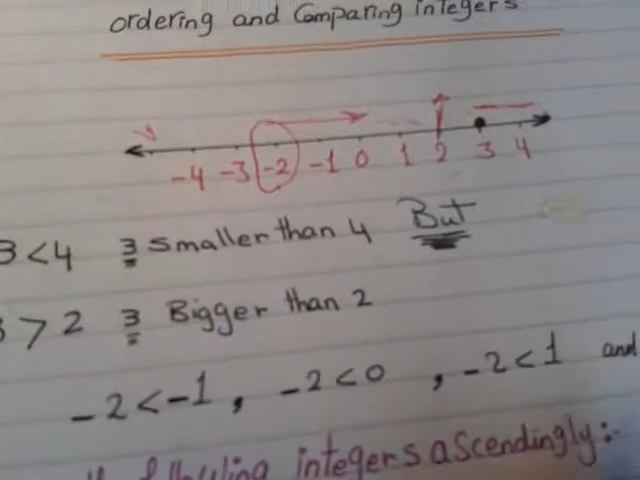 ordering and Comparing integers
-4 -3 -2 -1 0 1 2 3 4
3<4 3 smaller than 4 But
3 > 2 3 Bigger than 2
-2<-1, -2<0, -2<1 and
following integers ascendingly:-